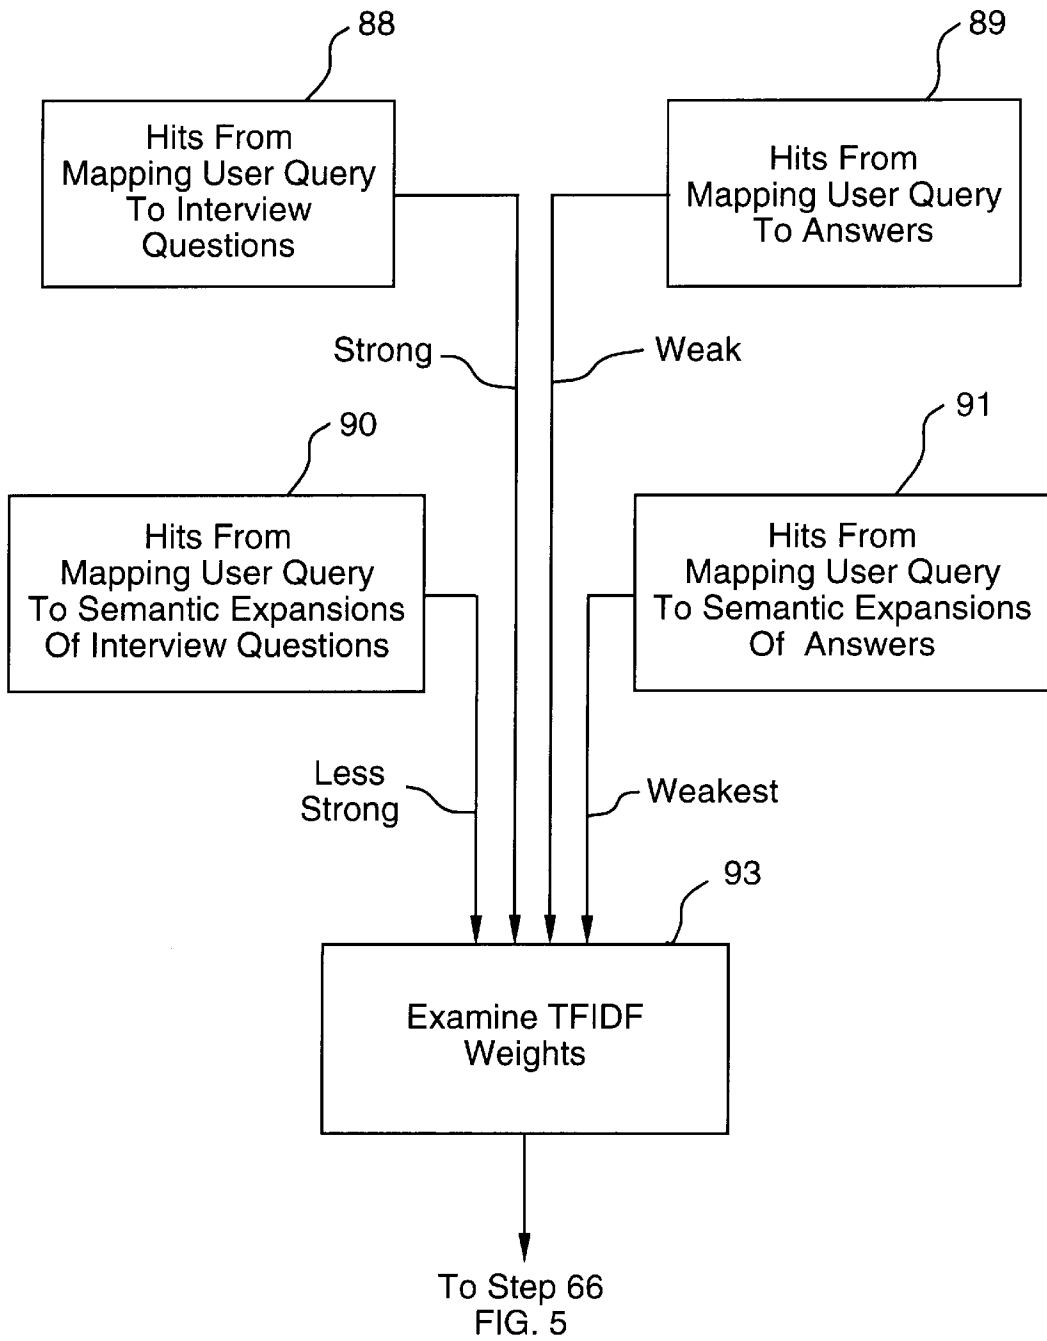 88
89
Hits From
Mapping User Query
To Interview
Questions
Hits From
Mapping User Query
To Answers
Strong
Weak
90
91
Hits From
Mapping User Query
To Semantic Expansions
Of Interview Questions
Hits From
Mapping User Query
To Semantic Expansions
Of Answers
Less
Strong
Weakest
93
Examine TFIDF
Weights
To Step 66
FIG. 5